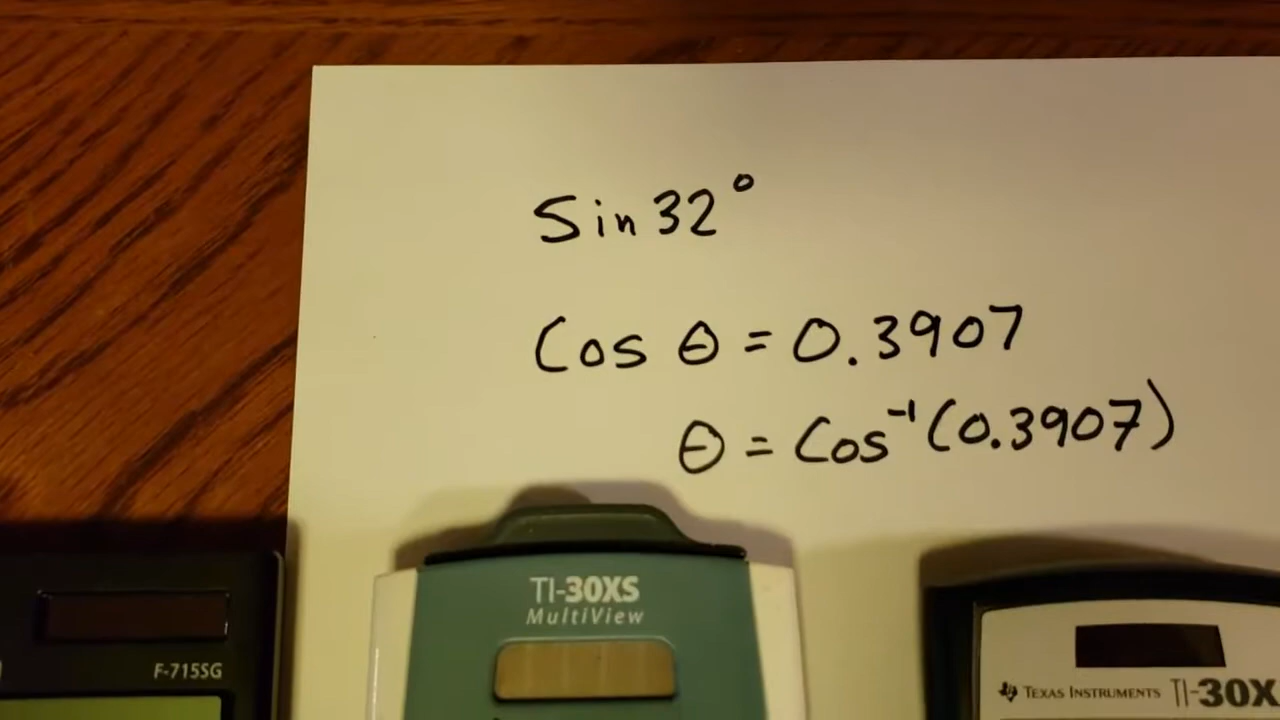 Sin 32°
Cos θ = 0.3907
θ = Cos⁻¹(0.3907)
TI-30XS
MultiView
F-715SG
TEXAS INSTRUMENTS TI-30X